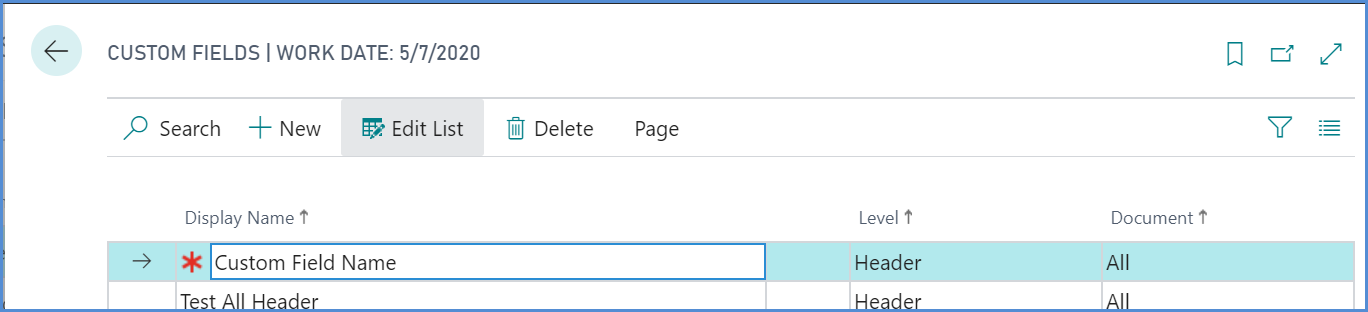 CUSTOM FIELDS | WORK DATE: 5/7/2020
Search New Edit List Delete Page
Display Name Level Document
Custom Field Name Header All
Test All Header Header All